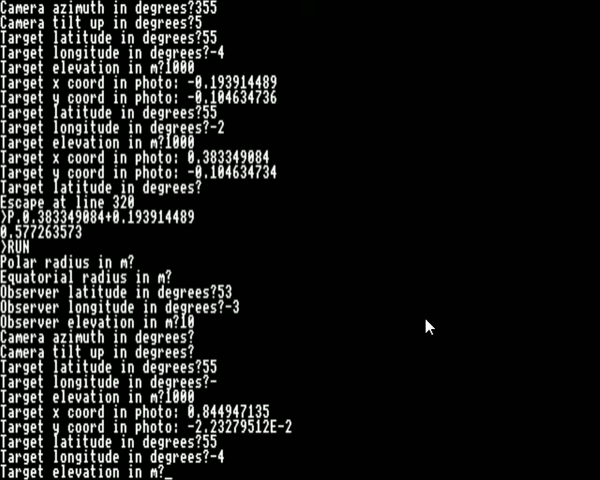 Camera azimuth in degrees?355
Camera tilt up in degrees?5
Target latitude in degrees?55
Target longitude in degrees?-4
Target elevation in m?1000
Target x coord in photo: -0.193914489
Target y coord in photo: -0.104634736
Target latitude in degrees?55
Target longitude in degrees?-2
Target elevation in m?1000
Target x coord in photo: 0.383349084
Target y coord in photo: -0.104634734
Target latitude in degrees?
Escape at line 320
>P.0.383349084+0.193914489
0.577263573
>RUN
Polar radius in m?
Equatorial radius in m?
Observer latitude in degrees?53
Observer longitude in degrees?-3
Observer elevation in m?10
Camera azimuth in degrees?
Camera tilt up in degrees?
Target latitude in degrees?55
Target longitude in degrees?-
Target elevation in m?1000
Target x coord in photo: 0.844947135
Target y coord in photo: -2.23279512E-2
Target latitude in degrees?55
Target longitude in degrees?-4
Target elevation in m?_